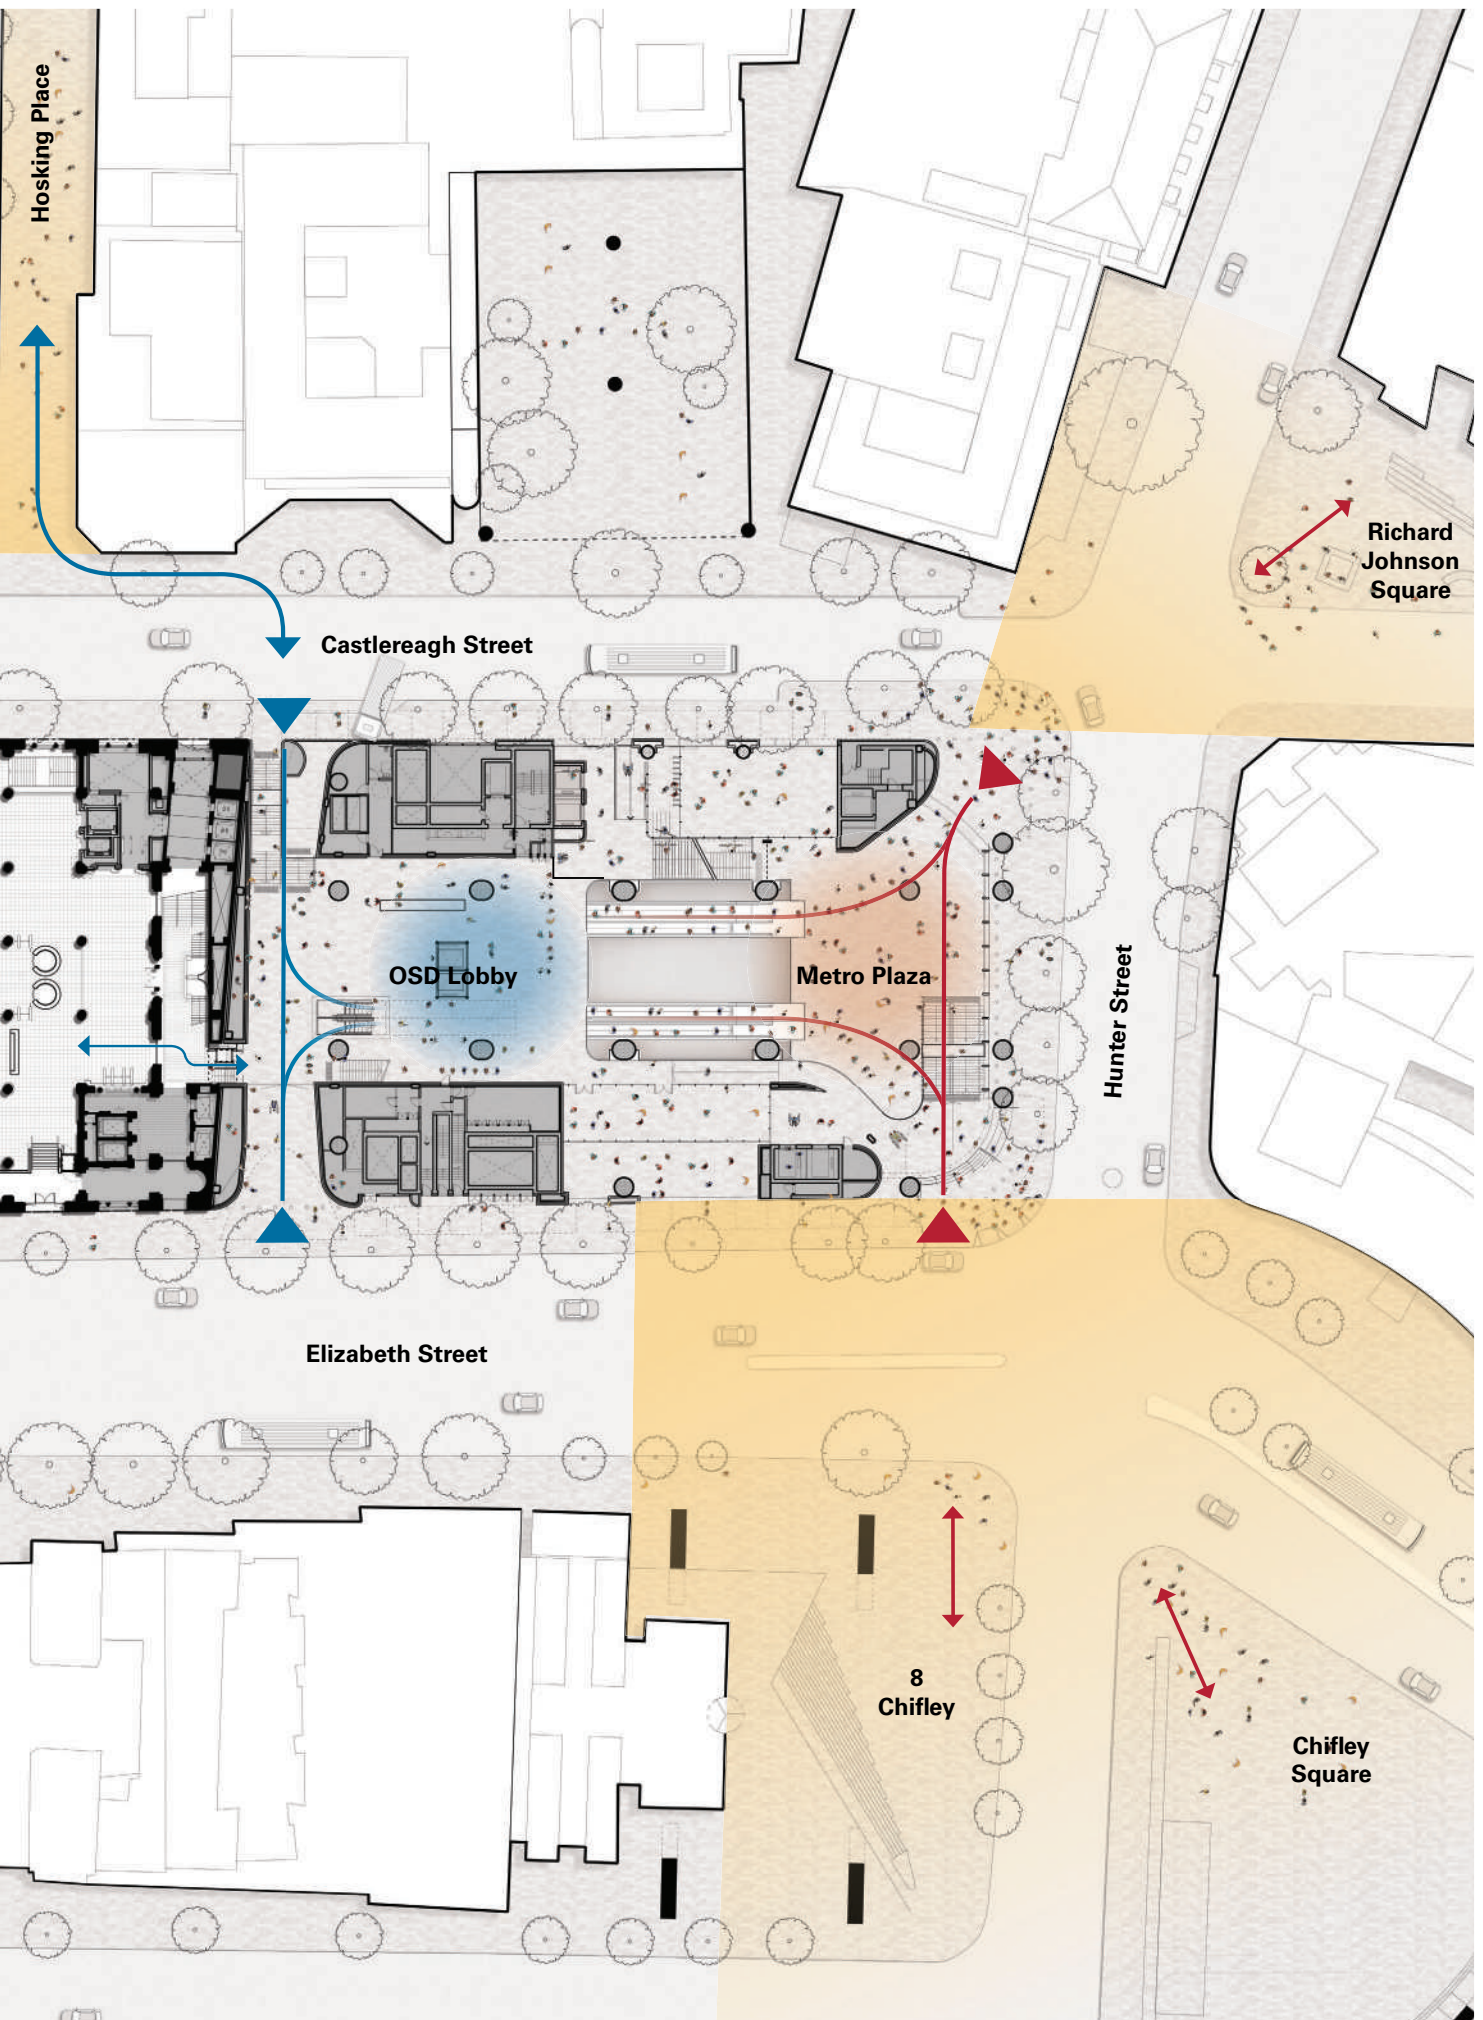 Hosking Place
Richard
Johnson
Square
Castlereagh Street
OSD Lobby
Metro Plaza
Hunter Street
Elizabeth Street
8
Chifley
Chifley
Square